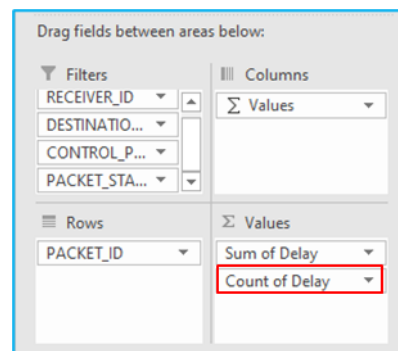 Drag fields between areas below:
Filters
RECEIVER_ID
DESTINATIO...
CONTROL_P...
PACKET_STA...
Columns
Σ Values
Rows
PACKET_ID
Σ Values
Sum of Delay
Count of Delay